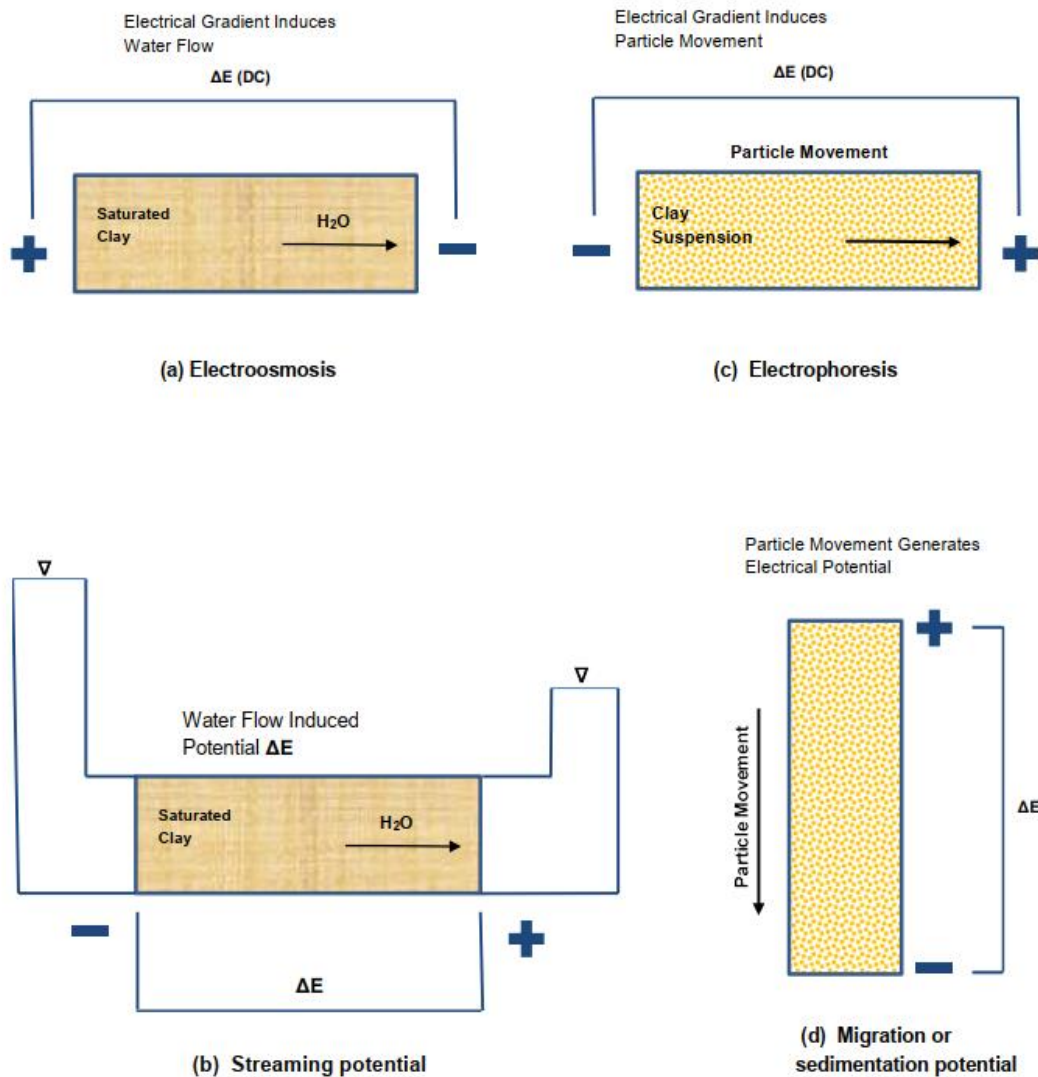 Electrical Gradient Induces
Water Flow
ΔE (DC)
Saturated
Clay
H₂O
(a) Electroosmosis
Electrical Gradient Induces
Particle Movement
ΔE (DC)
Particle Movement
Clay
Suspension
(c) Electrophoresis
∇
∇
Water Flow Induced
Potential ΔE
Saturated
Clay
H₂O
ΔE
(b) Streaming potential
Particle Movement Generates
Electrical Potential
Particle Movement
ΔE
(d) Migration or
sedimentation potential